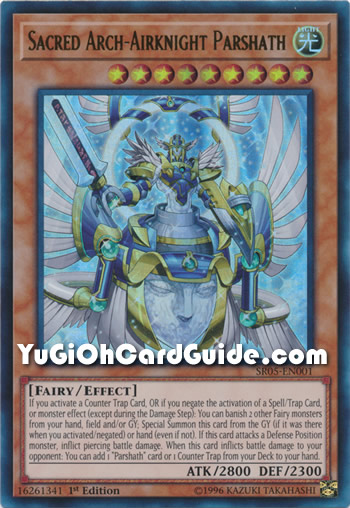 SACRED ARCH-AIRKNIGHT PARSHATH
LIGHT
光
YuGiOhCardGuide.com
SR05-EN001
[FAIRY/EFFECT]
If you activate a Counter Trap Card, OR if you negate the activation of a Spell/Trap Card,
or monster effect (except during the Damage Step): You can banish 2 other Fairy monsters
from your hand, field and/or GY; Special Summon this card from the GY (if it was there
when you activated/negated) or hand (even if not). If this card attacks a Defense Position
monster, inflict piercing battle damage. When this card inflicts battle damage to your
opponent: You can add 1 "Parshath" card or 1 Counter Trap from your Deck to your hand.
ATK/2800 DEF/2300
16261341 1st Edition ©1996 KAZUKI TAKAHASHI